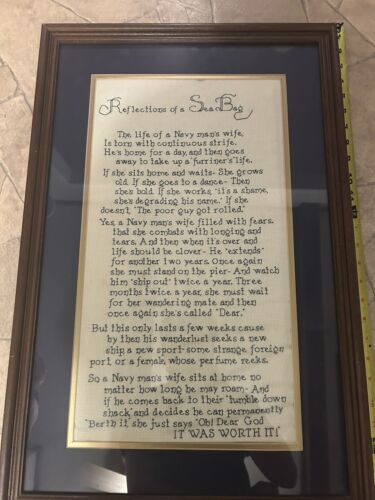 Reflections of a Sea Bag
The life of a Navy man's wife,
Is torn with continuous strife.
He's home for a day, and then goes
away to take up a "furriner's" life.
If she sits home and waits- She grows
old. If she goes to a dance- Then
she's bold. If she works, "it's a shame,
she's degrading his name." If she
doesn't, "The poor guy got rolled."
Yes, a Navy man's wife filled with fears.
that she combats with longing and
tears. And then when it's over and
life should be clover- He "extends"
for another two years. Once again
she must stand on the pier- And watch
him "ship out" twice a year. Three
months twice a year, she must wait
for her wandering mate and then
once again she's called "Dear."
But this only lasts a few weeks cause
by then his wanderlust seeks a new
ship a new sport- some strange foreign
port or a female, whose perfume reeks.
So a Navy man's wife sits at home no
matter how long he may roam- And
if he comes back to their "tumble down
shack" and decides he can permanently
"Berth it" she just says "Oh! Dear God
IT WAS WORTH IT!"